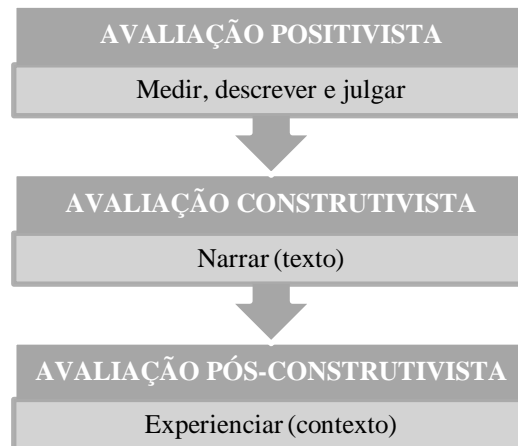 AVALIAÇÃO POSITIVISTA
Medir, descrever e julgar
AVALIAÇÃO CONSTRUTIVISTA
Narrar (texto)
AVALIAÇÃO PÓS-CONSTRUTIVISTA
Experienciar (contexto)